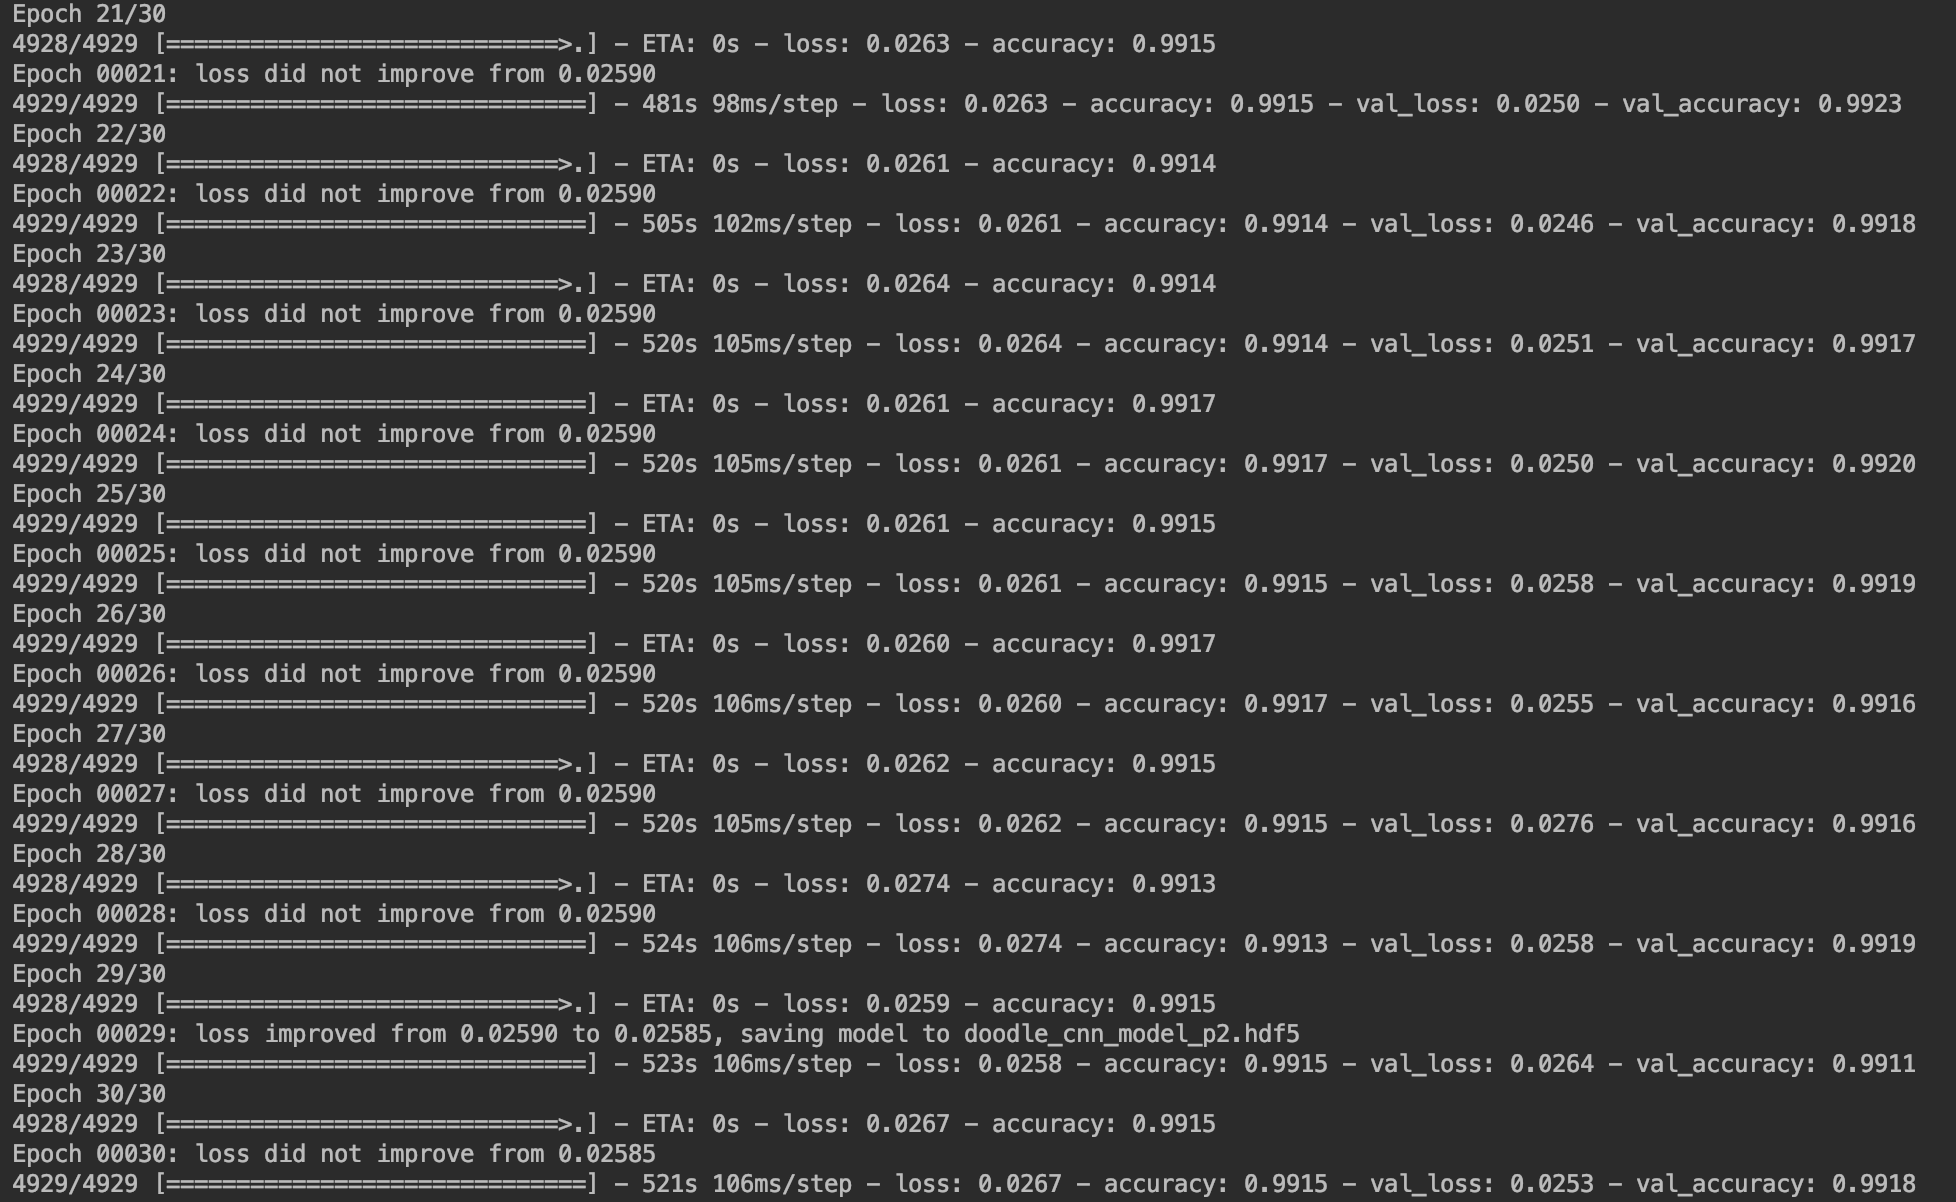 Epoch 21/30
4928/4929 [============================>.] - ETA: 0s - loss: 0.0263 - accuracy: 0.9915
Epoch 00021: loss did not improve from 0.02590
4929/4929 [==============================] - 481s 98ms/step - loss: 0.0263 - accuracy: 0.9915 - val_loss: 0.0250 - val_accuracy: 0.9923
Epoch 22/30
4928/4929 [============================>.] - ETA: 0s - loss: 0.0261 - accuracy: 0.9914
Epoch 00022: loss did not improve from 0.02590
4929/4929 [==============================] - 505s 102ms/step - loss: 0.0261 - accuracy: 0.9914 - val_loss: 0.0246 - val_accuracy: 0.9918
Epoch 23/30
4928/4929 [============================>.] - ETA: 0s - loss: 0.0264 - accuracy: 0.9914
Epoch 00023: loss did not improve from 0.02590
4929/4929 [==============================] - 520s 105ms/step - loss: 0.0264 - accuracy: 0.9914 - val_loss: 0.0251 - val_accuracy: 0.9917
Epoch 24/30
4929/4929 [==============================] - ETA: 0s - loss: 0.0261 - accuracy: 0.9917
Epoch 00024: loss did not improve from 0.02590
4929/4929 [==============================] - 520s 105ms/step - loss: 0.0261 - accuracy: 0.9917 - val_loss: 0.0250 - val_accuracy: 0.9920
Epoch 25/30
4929/4929 [==============================] - ETA: 0s - loss: 0.0261 - accuracy: 0.9915
Epoch 00025: loss did not improve from 0.02590
4929/4929 [==============================] - 520s 105ms/step - loss: 0.0261 - accuracy: 0.9915 - val_loss: 0.0258 - val_accuracy: 0.9919
Epoch 26/30
4929/4929 [==============================] - ETA: 0s - loss: 0.0260 - accuracy: 0.9917
Epoch 00026: loss did not improve from 0.02590
4929/4929 [==============================] - 520s 106ms/step - loss: 0.0260 - accuracy: 0.9917 - val_loss: 0.0255 - val_accuracy: 0.9916
Epoch 27/30
4928/4929 [============================>.] - ETA: 0s - loss: 0.0262 - accuracy: 0.9915
Epoch 00027: loss did not improve from 0.02590
4929/4929 [==============================] - 520s 105ms/step - loss: 0.0262 - accuracy: 0.9915 - val_loss: 0.0276 - val_accuracy: 0.9916
Epoch 28/30
4928/4929 [============================>.] - ETA: 0s - loss: 0.0274 - accuracy: 0.9913
Epoch 00028: loss did not improve from 0.02590
4929/4929 [==============================] - 524s 106ms/step - loss: 0.0274 - accuracy: 0.9913 - val_loss: 0.0258 - val_accuracy: 0.9919
Epoch 29/30
4928/4929 [============================>.] - ETA: 0s - loss: 0.0259 - accuracy: 0.9915
Epoch 00029: loss improved from 0.02590 to 0.02585, saving model to doodle_cnn_model_p2.hdf5
4929/4929 [==============================] - 523s 106ms/step - loss: 0.0258 - accuracy: 0.9915 - val_loss: 0.0264 - val_accuracy: 0.9911
Epoch 30/30
4928/4929 [============================>.] - ETA: 0s - loss: 0.0267 - accuracy: 0.9915
Epoch 00030: loss did not improve from 0.02585
4929/4929 [==============================] - 521s 106ms/step - loss: 0.0267 - accuracy: 0.9915 - val_loss: 0.0253 - val_accuracy: 0.9918